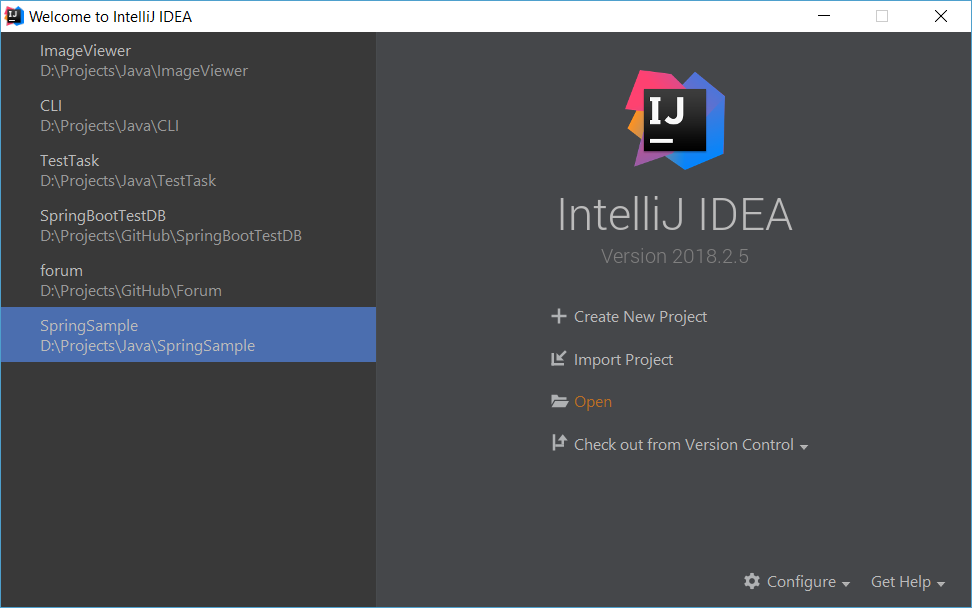 Welcome to IntelliJ IDEA
ImageViewer
D:\Projects\Java\ImageViewer
CLI
D:\Projects\Java\CLI
TestTask
D:\Projects\Java\TestTask
SpringBootTestDB
D:\Projects\GitHub\SpringBootTestDB
forum
D:\Projects\GitHub\Forum
SpringSample
D:\Projects\Java\SpringSample
IJ
IntelliJ IDEA
Version 2018.2.5
Create New Project
Import Project
Open
Check out from Version Control
Configure
Get Help